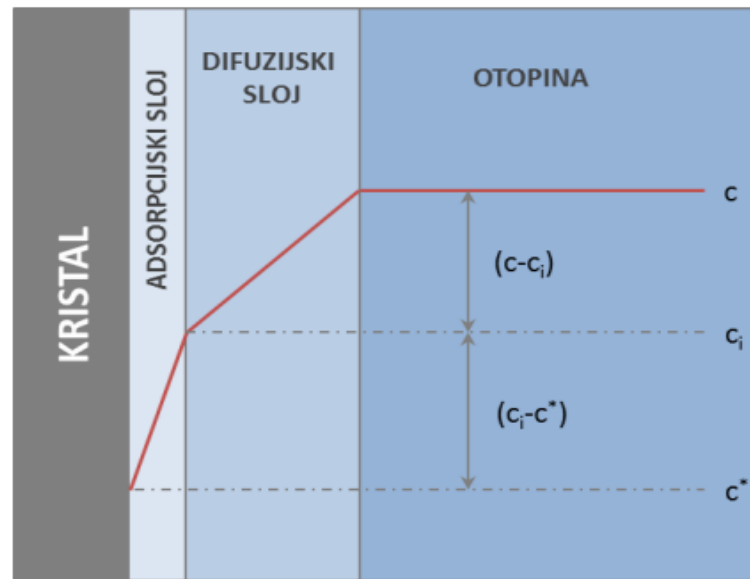 KRISTAL
ADSORPCIJSKI SLOJ
DIFUZIJSKI
SLOJ
OTOPINA
c
(c-cᵢ)
cᵢ
(cᵢ-c*)
c*